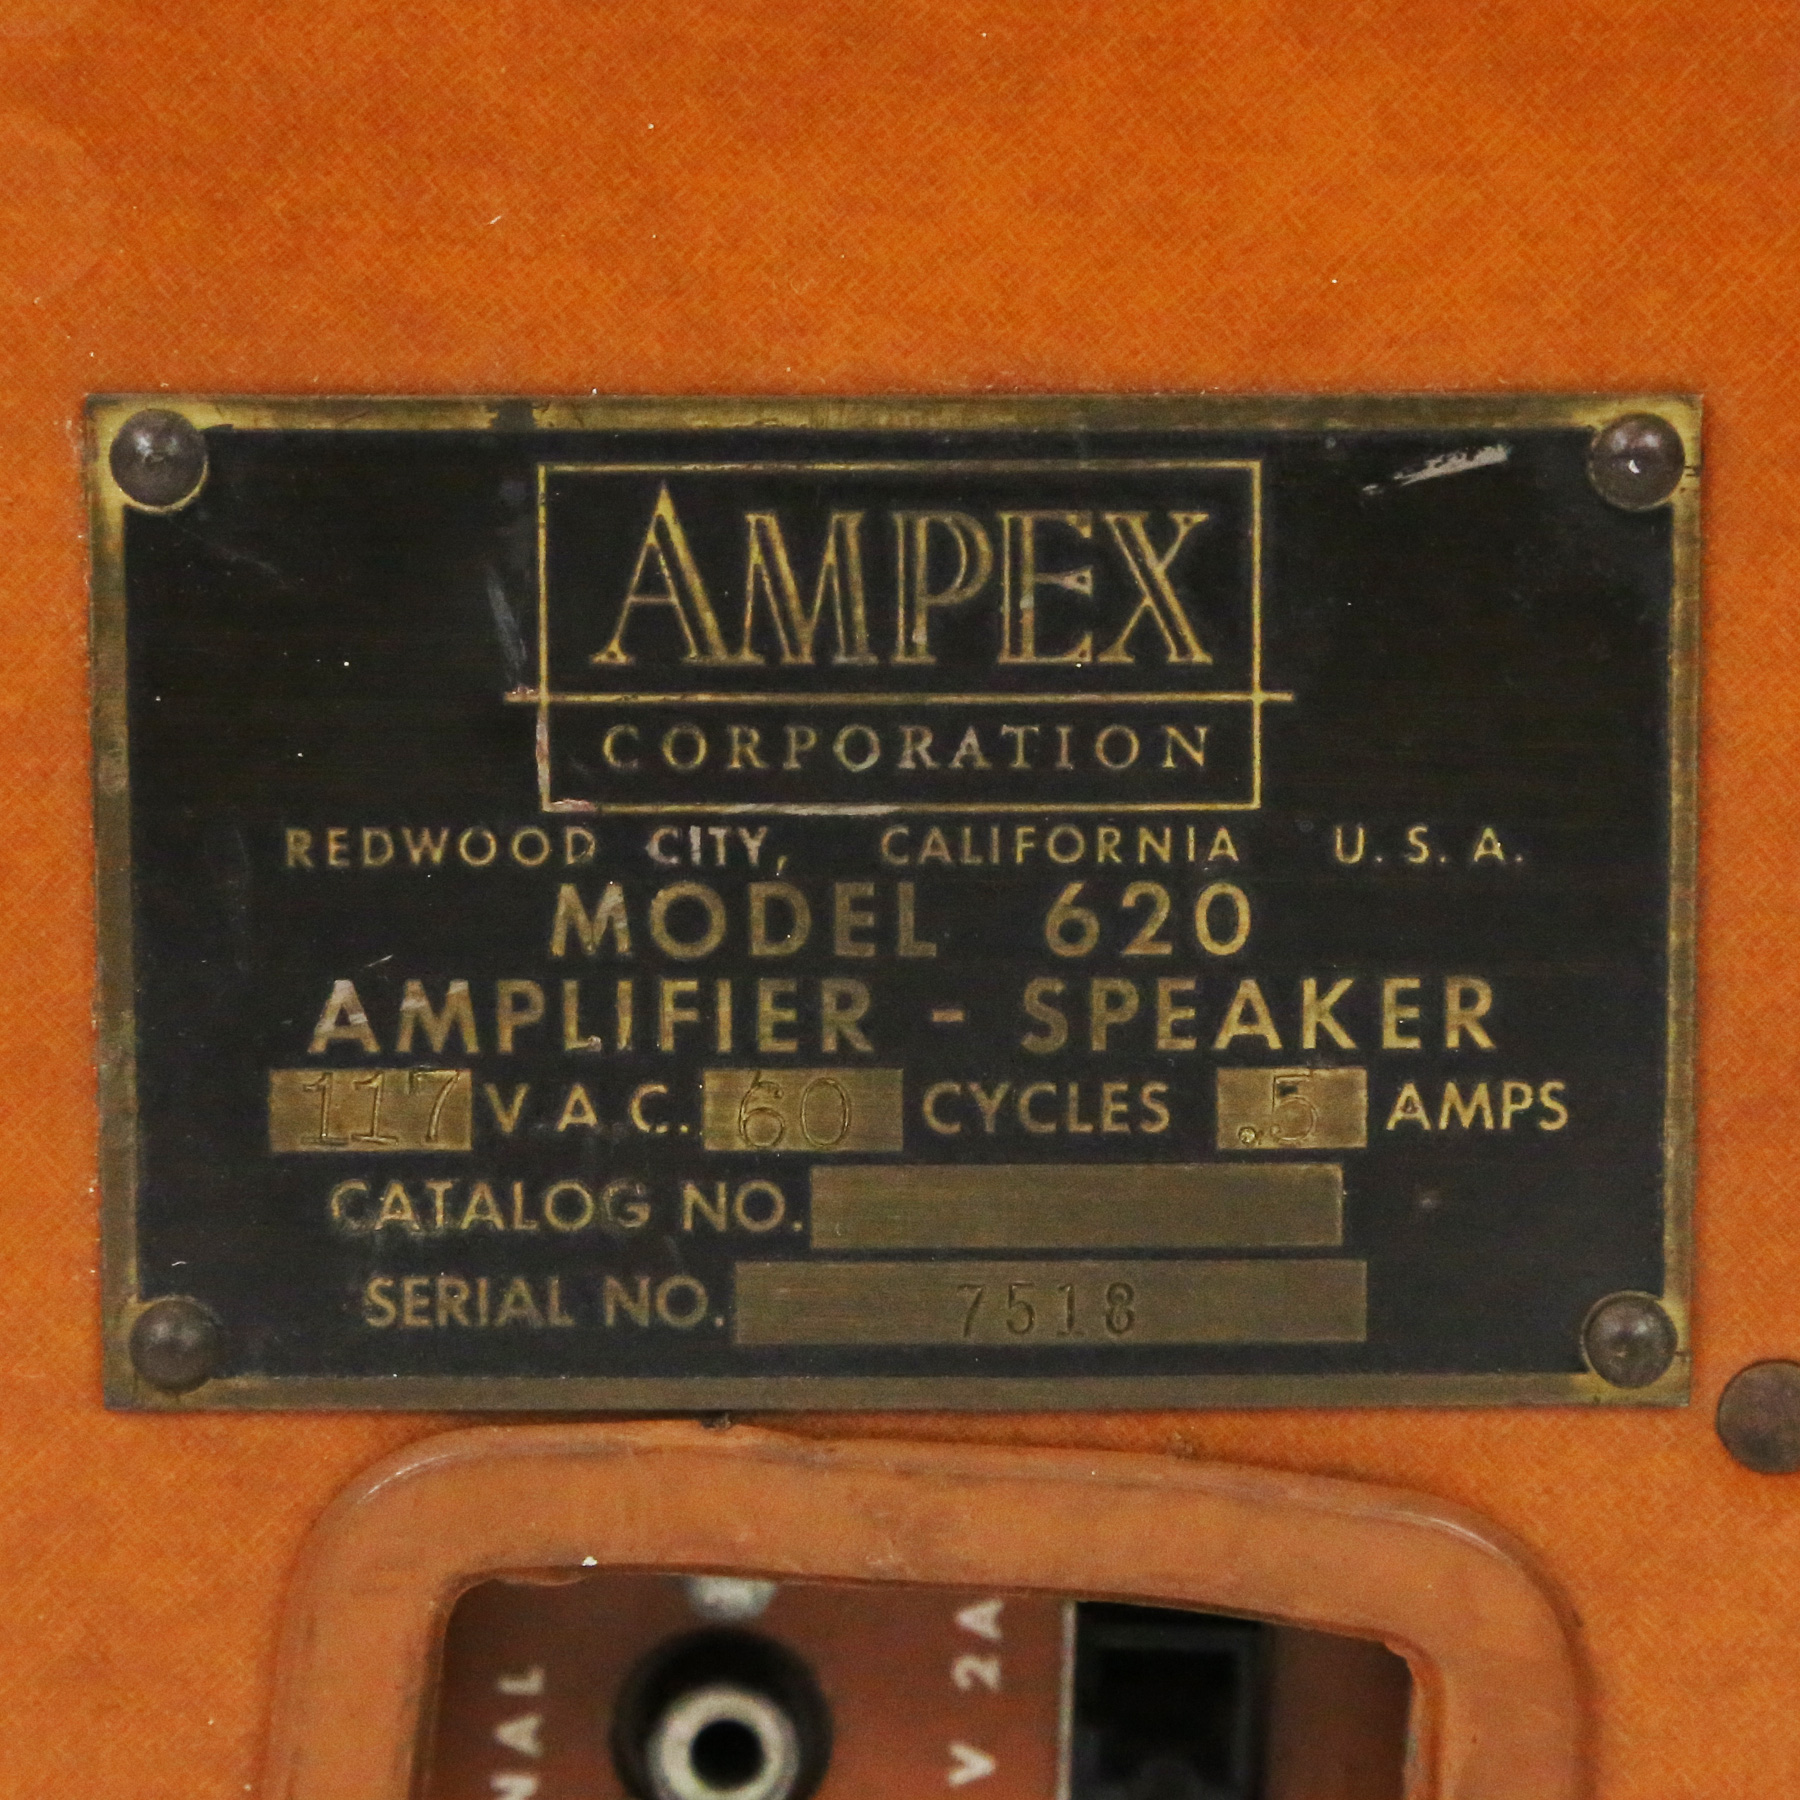 AMPEX
CORPORATION
REDWOOD CITY, CALIFORNIA U.S.A.
MODEL 620
AMPLIFIER - SPEAKER
117 V.A.C. 60 CYCLES .5 AMPS
CATALOG NO.
SERIAL NO. 7518
NAL
V 2A